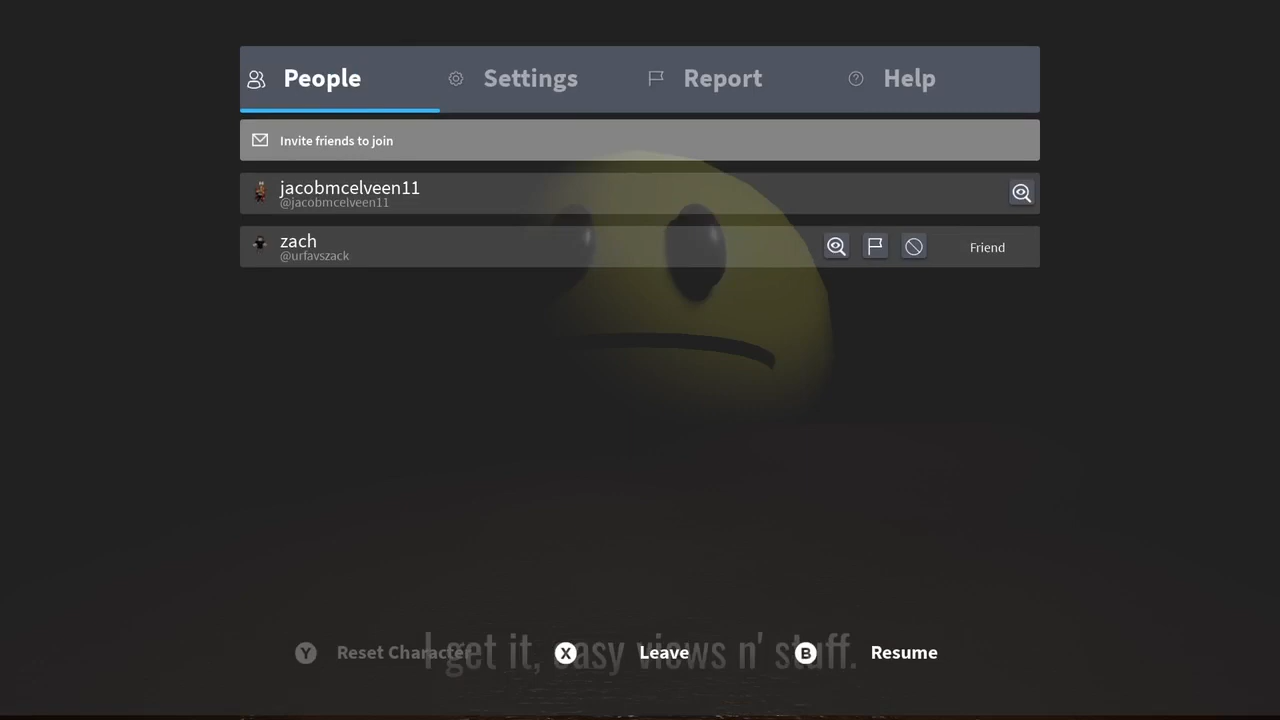 People Settings Report Help
Invite friends to join
jacobmcelveen11
@jacobmcelveen11
zach
@urfavszack
Friend
I get it, easy views n' stuff.
Y Reset Character X Leave B Resume